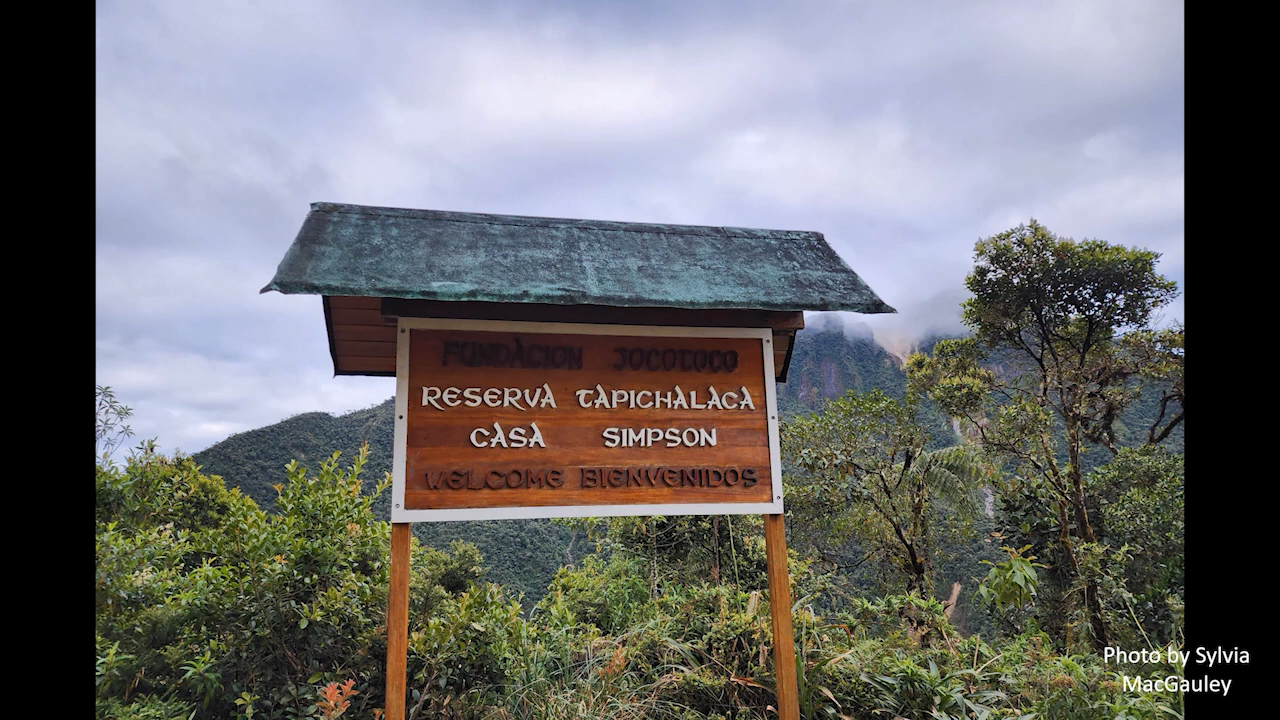 FUNDACION JOCOTOCO
RESERVA TAPICHALACA
CASA SIMPSON
WELCOME BIENVENIDOS
Photo by Sylvia
MacGauley